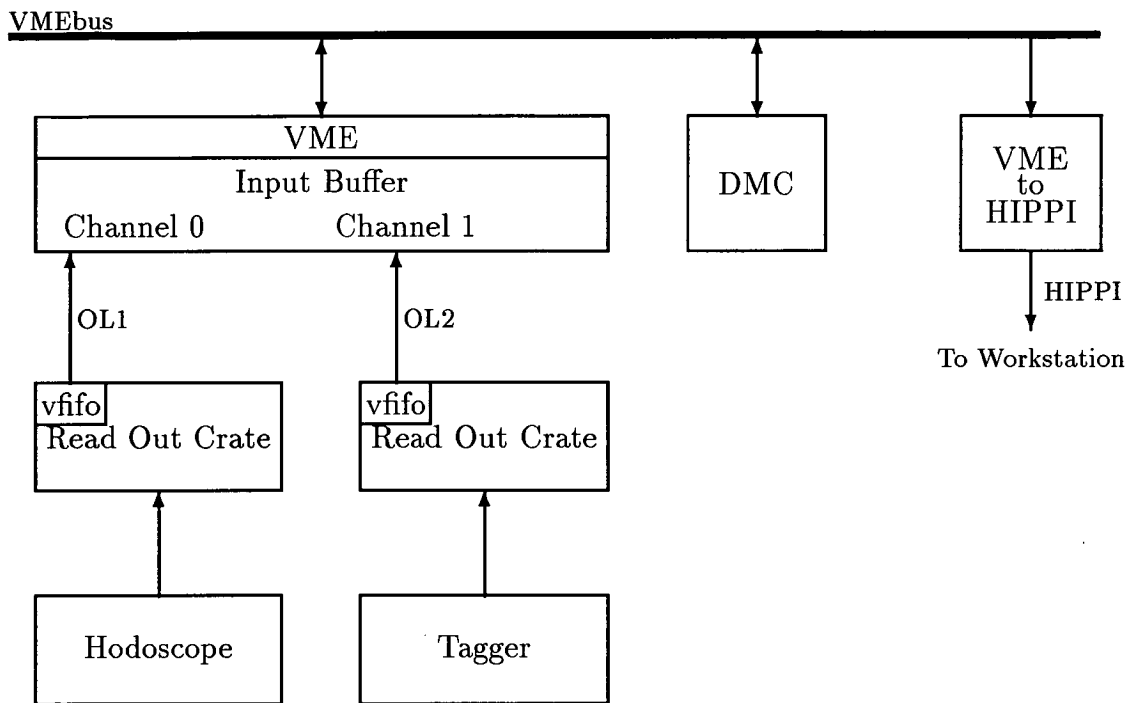 VMEbus
VME
Input Buffer
Channel 0
Channel 1
DMC
VME
to
HIPPI
OL1
OL2
HIPPI
To Workstation
vfifo
Read Out Crate
vfifo
Read Out Crate
Hodoscope
Tagger